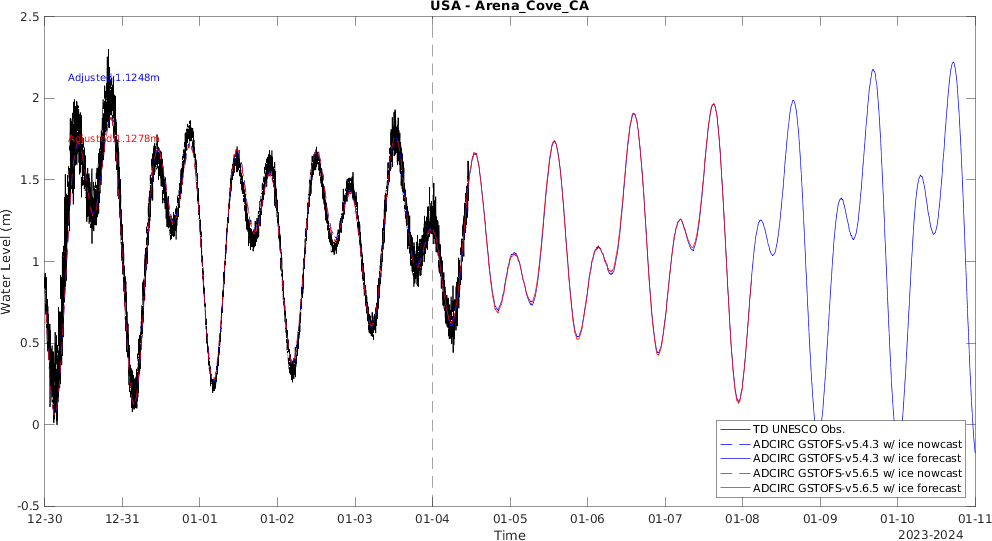 USA - Arena_Cove_CA
2.5
2
1.5
1
0.5
0
-0.5
Water Level (m)
Adjusted 1.1248m
Adjusted 1.1278m
TD UNESCO Obs.
ADCIRC GSTOFS-v5.4.3 w/ ice nowcast
ADCIRC GSTOFS-v5.4.3 w/ ice forecast
ADCIRC GSTOFS-v5.6.5 w/ ice nowcast
ADCIRC GSTOFS-v5.6.5 w/ ice forecast
12-30 12-31 01-01 01-02 01-03 01-04 01-05 01-06 01-07 01-08 01-09 01-10 01-11
Time
2023-2024